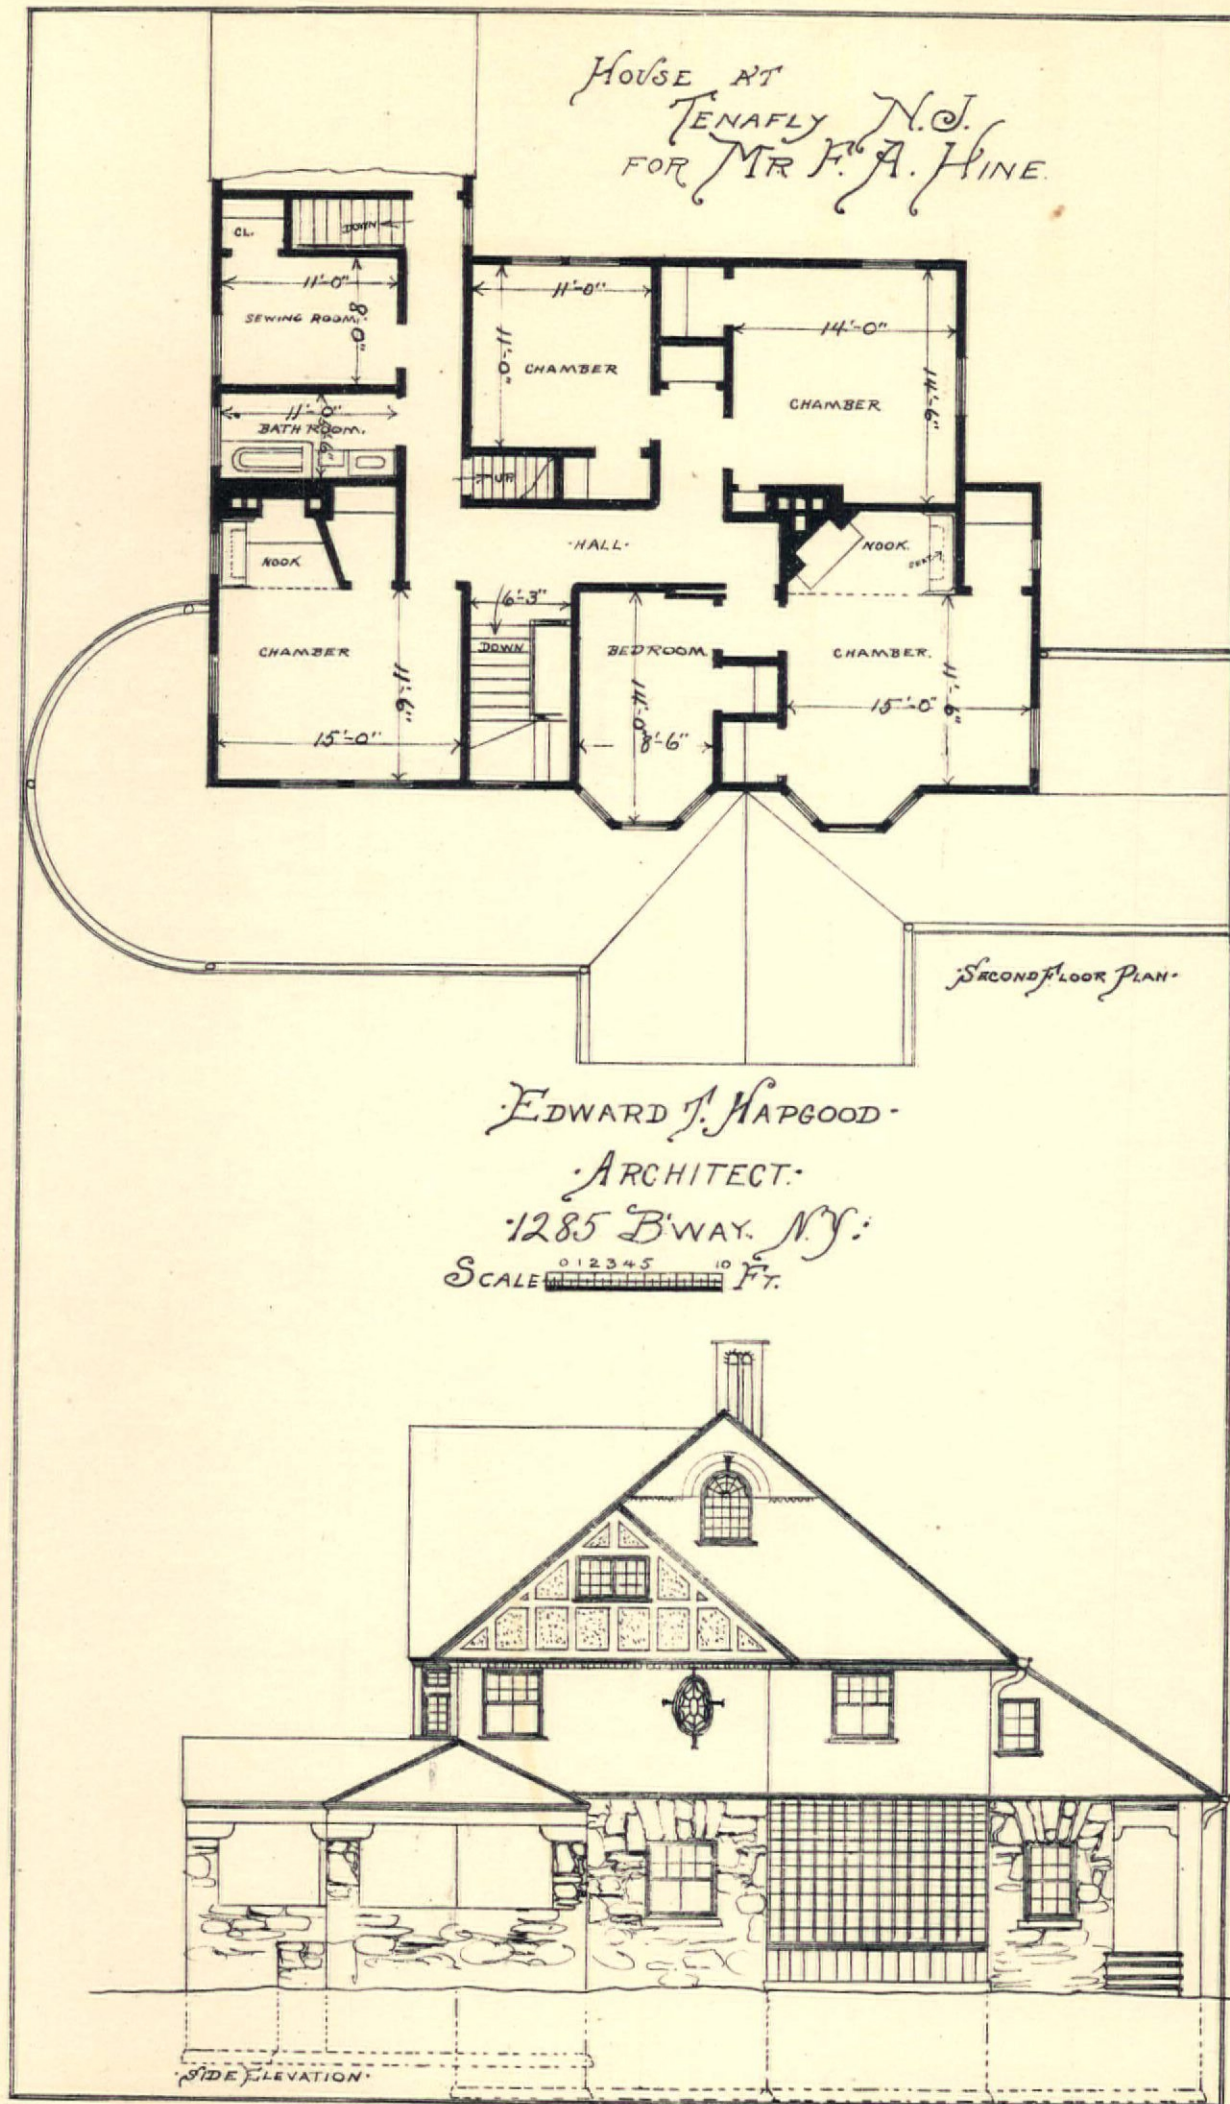 HOUSE AT
TENAFLY N.J.
FOR MR F. A. HINE.
CL.
DOWN
11'-0"
SEWING ROOM.
8'-0"
11'-0"
11'-0"
CHAMBER
14'-0"
14'-6"
CHAMBER
11'-0"
BATH ROOM.
UP
·HALL·
NOOK
NOOK.
SEAT
6'-3"
DOWN
CHAMBER
11'-6"
15'-0"
BEDROOM.
14'-0"
8'-6"
CHAMBER.
11'-6"
15'-0"
·SECOND FLOOR PLAN·
·EDWARD T. HAPGOOD·
·ARCHITECT.·
·1285 B'WAY. N.Y.·
SCALE 0 1 2 3 4 5 10 FT.
·SIDE ELEVATION·